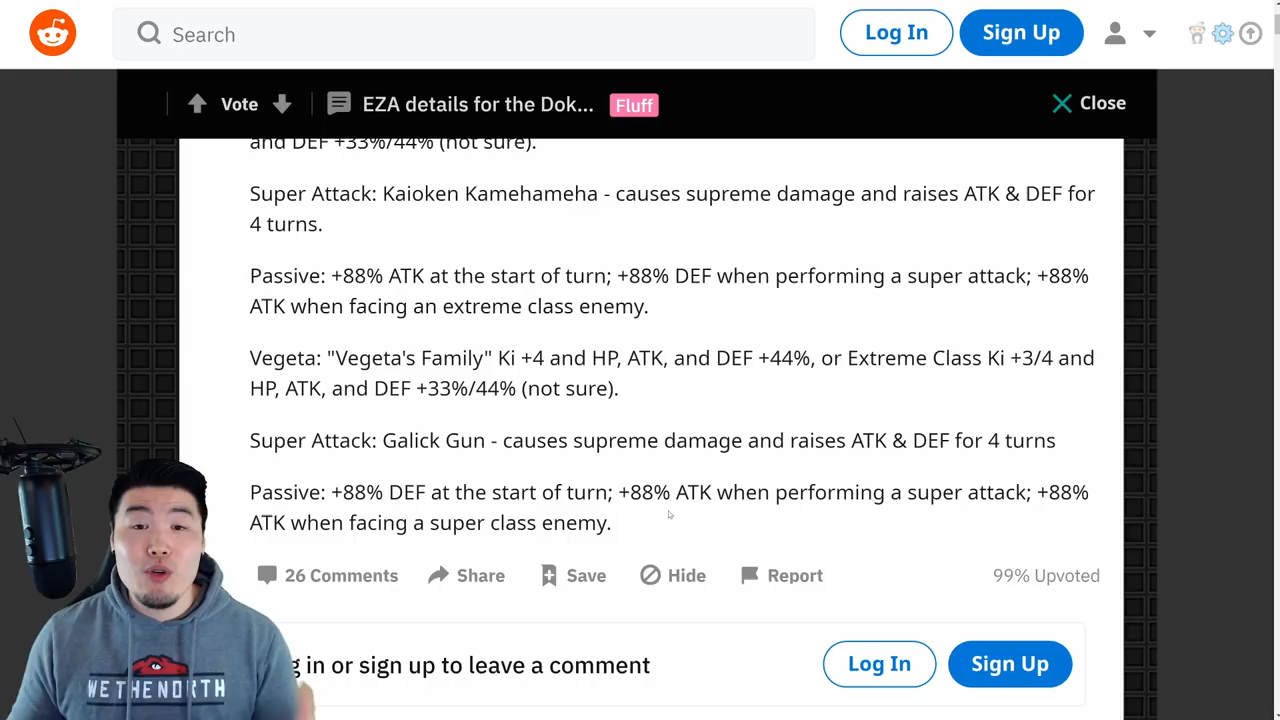 Search
Log In
Sign Up
Vote
EZA details for the Dok...
Fluff
Close
and DEF +33%/44% (not sure).
Super Attack: Kaioken Kamehameha - causes supreme damage and raises ATK & DEF for
4 turns.
Passive: +88% ATK at the start of turn; +88% DEF when performing a super attack; +88%
ATK when facing an extreme class enemy.
Vegeta: "Vegeta's Family" Ki +4 and HP, ATK, and DEF +44%, or Extreme Class Ki +3/4 and
HP, ATK, and DEF +33%/44% (not sure).
Super Attack: Galick Gun - causes supreme damage and raises ATK & DEF for 4 turns
Passive: +88% DEF at the start of turn; +88% ATK when performing a super attack; +88%
ATK when facing a super class enemy.
26 Comments
Share
Save
Hide
Report
99% Upvoted
g in or sign up to leave a comment
Log In
Sign Up
WETHENORTH